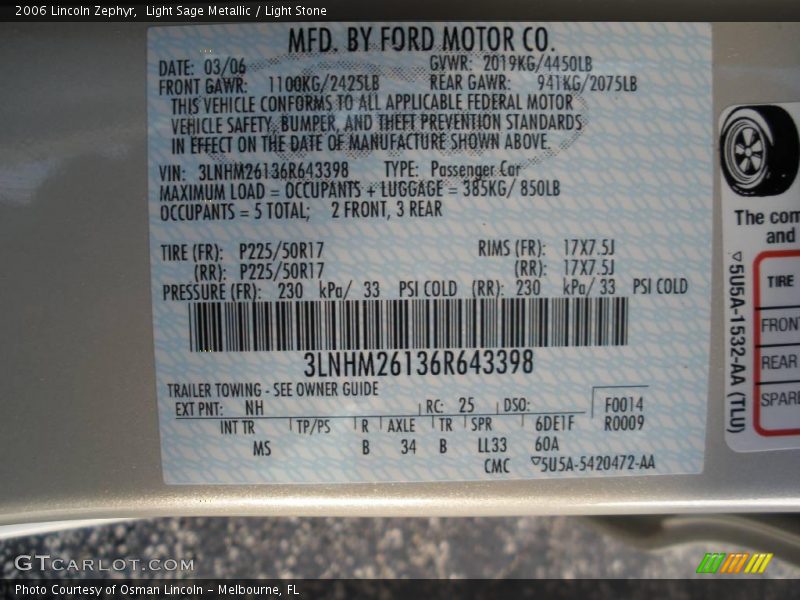 2006 Lincoln Zephyr,  Light Sage Metallic / Light Stone
MFD. BY FORD MOTOR CO.
DATE: 03/06 GVWR: 2019KG/4450LB
FRONT GAWR: 1100KG/2425LB REAR GAWR: 941KG/2075LB
THIS VEHICLE CONFORMS TO ALL APPLICABLE FEDERAL MOTOR
VEHICLE SAFETY, BUMPER, AND THEFT PREVENTION STANDARDS
IN EFFECT ON THE DATE OF MANUFACTURE SHOWN ABOVE.
VIN: 3LNHM26136R643398 TYPE: Passenger Car
MAXIMUM LOAD = OCCUPANTS + LUGGAGE = 385KG/ 850LB
OCCUPANTS = 5 TOTAL; 2 FRONT, 3 REAR
TIRE (FR): P225/50R17 RIMS (FR): 17X7.5J
(RR): P225/50R17 (RR): 17X7.5J
PRESSURE (FR): 230 kPa/ 33 PSI COLD (RR): 230 kPa/ 33 PSI COLD
3LNHM26136R643398
TRAILER TOWING - SEE OWNER GUIDE
EXT PNT: NH RC: 25 DSO: F0014
INT TR TP/PS R AXLE TR SPR 6DE1F R0009
MS B 34 B LL33 60A
CMC ▽5U5A-5420472-AA
The com
and
▽5U5A-1532-AA (TLU)
TIRE
FRONT
REAR
SPARE
GTCARLOT.COM
Photo Courtesy of Osman Lincoln - Melbourne, FL